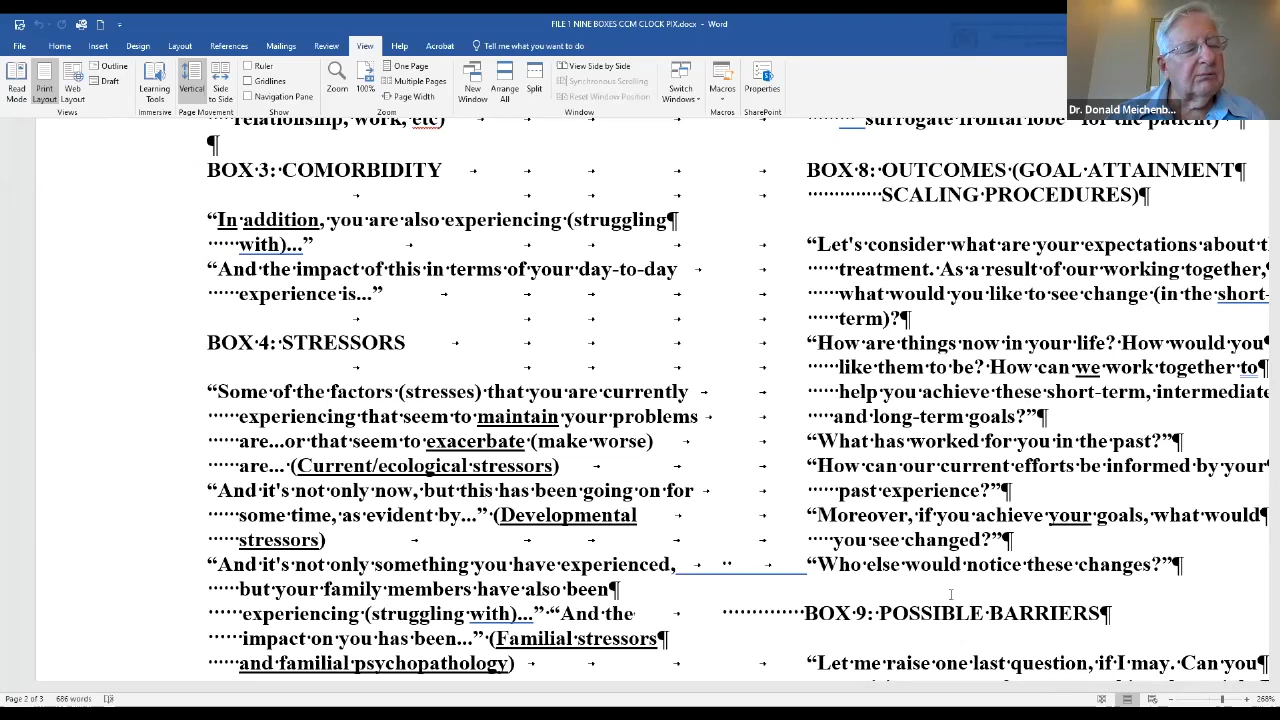 FILE 1 NINE BOXES CCM CLOCK PIX.docx - Word
File Home Insert Design Layout References Mailings Review View Help Acrobat Tell me what you want to do
Read Mode
Print Layout
Web Layout
Outline
Draft
Views
Learning Tools
Immersive
Vertical
Side to Side
Page Movement
Ruler
Gridlines
Navigation Pane
Show
Zoom
100%
One Page
Multiple Pages
Page Width
Zoom
New Window
Arrange All
Split
View Side by Side
Synchronous Scrolling
Reset Window Position
Window
Switch Windows
Macros
Macros
Properties
SharePoint
Dr. Donald Meichenb...
relationship, work, etc)
¶
BOX 3: COMORBIDITY
“In addition, you are also experiencing (struggling¶
with)...”
“And the impact of this in terms of your day-to-day
experience is...”
BOX 4: STRESSORS
“Some of the factors (stresses) that you are currently
experiencing that seem to maintain your problems
are...or that seem to exacerbate (make worse)
are... (Current/ecological stressors)
“And it's not only now, but this has been going on for
some time, as evident by...” (Developmental
stressors)
“And it's not only something you have experienced,
but your family members have also been¶
experiencing (struggling with)...” “And the
impact on you has been...” (Familial stressors¶
and familial psychopathology)
surrogate frontal lobe” for the patient) ¶
BOX 8: OUTCOMES (GOAL ATTAINMENT¶
SCALING PROCEDURES)¶
“Let's consider what are your expectations about t
treatment. As a result of our working together,¶
what would you like to see change (in the short-
term)?¶
“How are things now in your life? How would you¶
like them to be? How can we work together to¶
help you achieve these short-term, intermediate
and long-term goals?”¶
“What has worked for you in the past?”¶
“How can our current efforts be informed by your¶
past experience?”¶
“Moreover, if you achieve your goals, what would¶
you see changed?”¶
“Who else would notice these changes?”¶
BOX 9: POSSIBLE BARRIERS¶
“Let me raise one last question, if I may. Can you¶
Page 2 of 3 686 words
268%